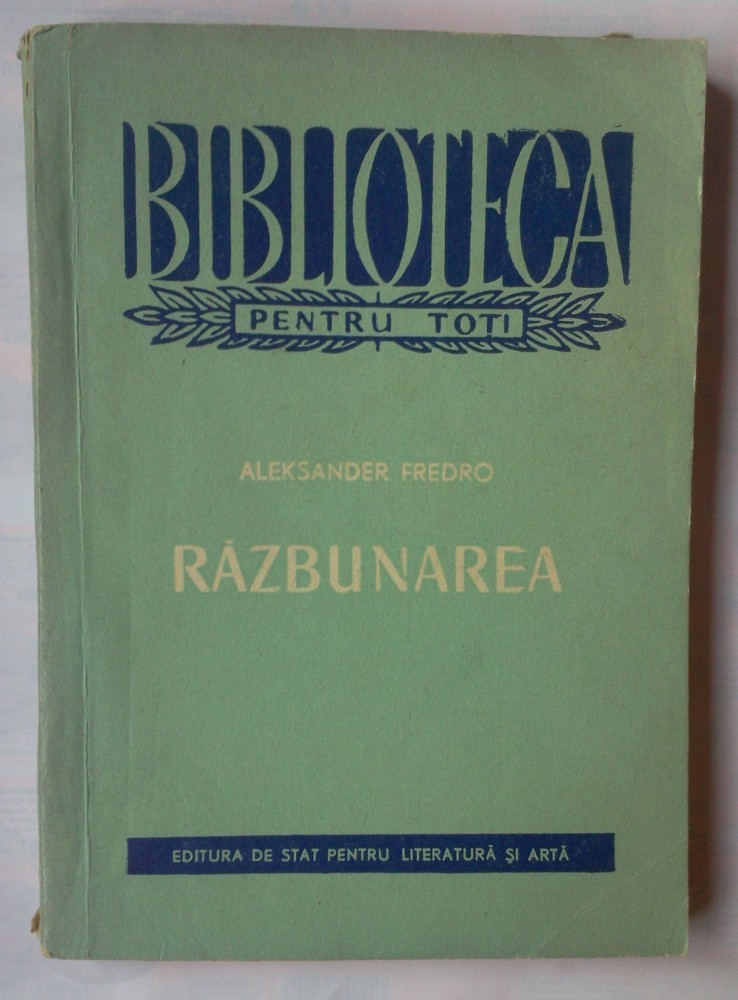 BIBLIOTECA
PENTRU TOȚI
ALEKSANDER FREDRO
RĂZBUNAREA
EDITURA DE STAT PENTRU LITERATURĂ ȘI ARTĂ